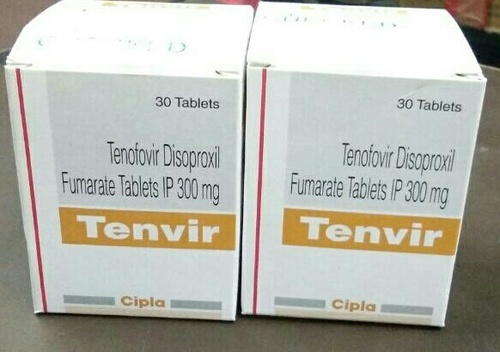 30 Tablets
Tenofovir Disoproxil
Fumarate Tablets IP 300 mg
Tenvir
Cipla
30 Tablets
Tenofovir Disoproxil
Fumarate Tablets IP 300 mg
Tenvir
Cipla